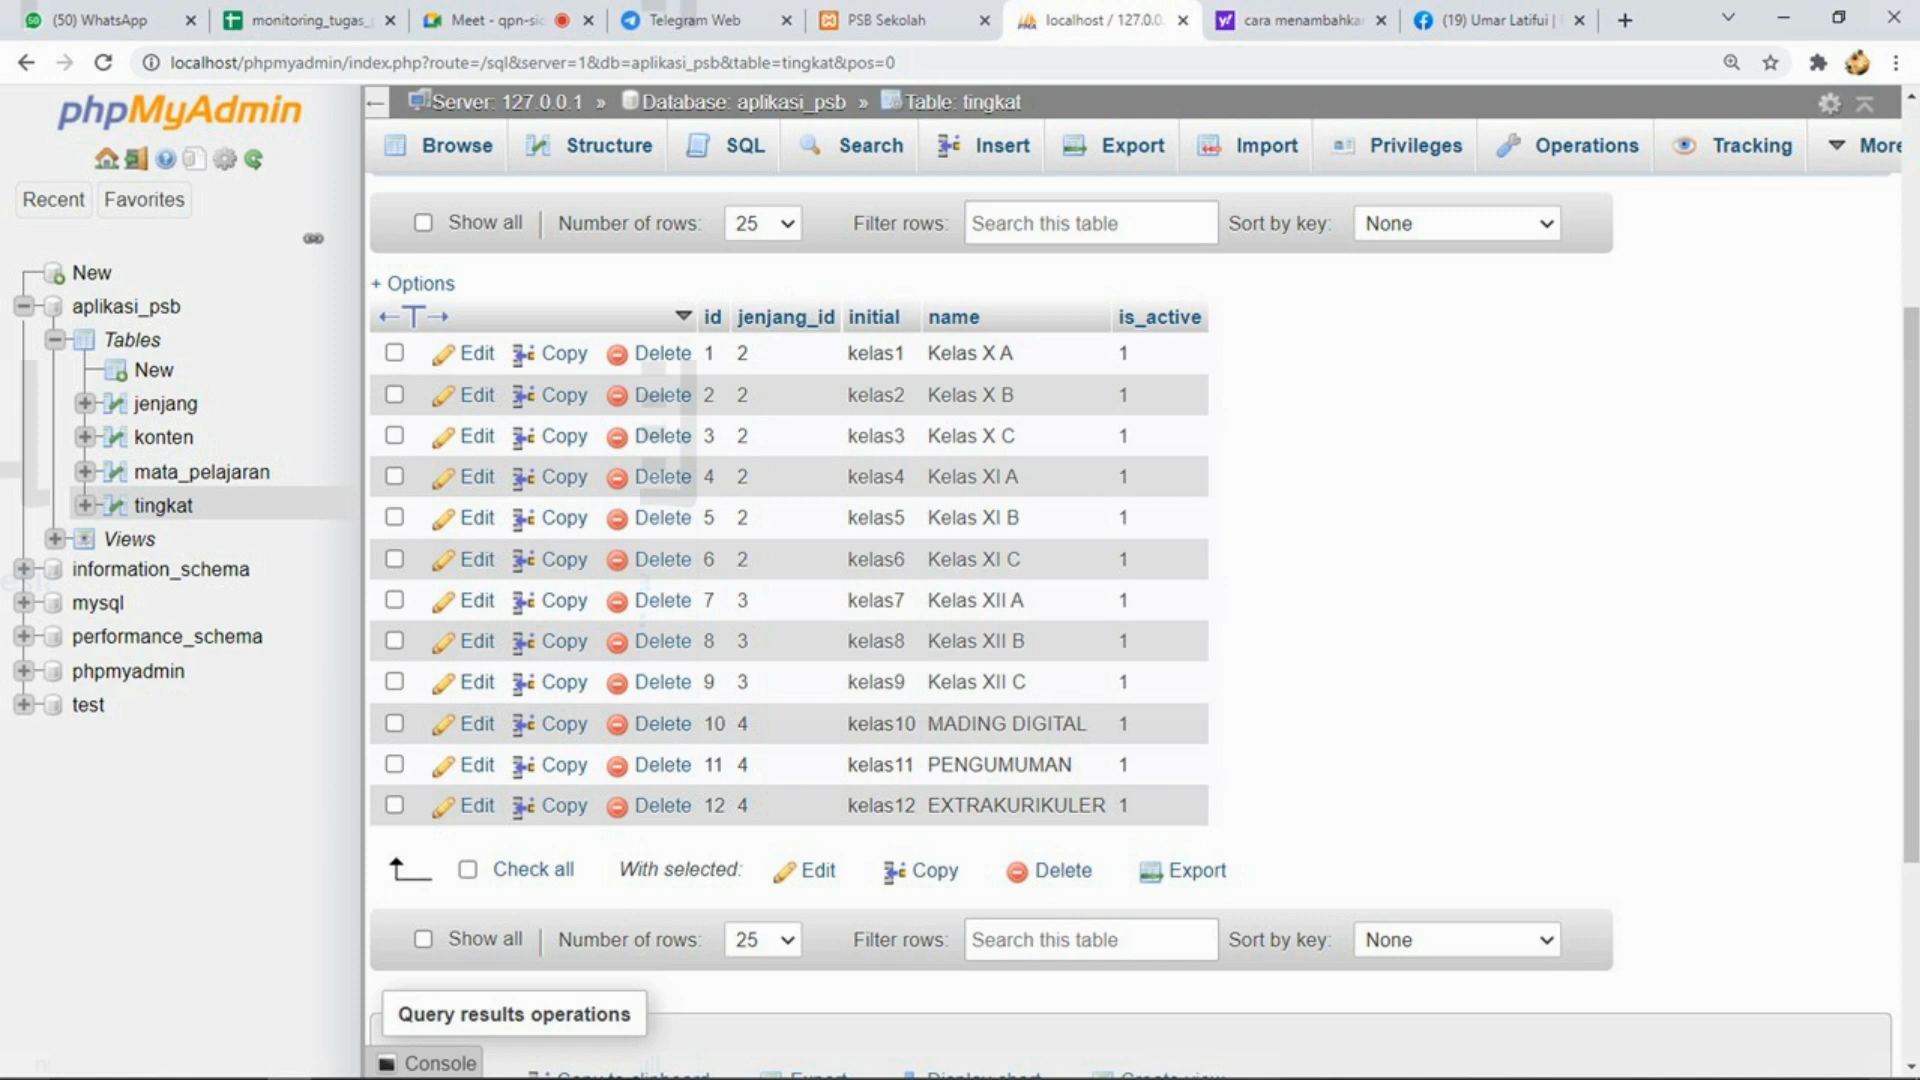 (50) WhatsApp
monitoring_tugas_
Meet - qpn-sic
Telegram Web
PSB Sekolah
localhost / 127.0.0.
cara menambahkan
(19) Umar Latiful |
localhost/phpmyadmin/index.php?route=/sql&server=1&db=aplikasi_psb&table=tingkat&pos=0
phpMyAdmin
Recent
Favorites
New
aplikasi_psb
Tables
New
jenjang
konten
mata_pelajaran
tingkat
Views
information_schema
mysql
performance_schema
phpmyadmin
test
Server: 127.0.0.1 » Database: aplikasi_psb » Table: tingkat
Browse Structure SQL Search Insert Export Import Privileges Operations Tracking More
Show all Number of rows: 25 Filter rows: Search this table Sort by key: None
+ Options
id jenjang_id initial name is_active
Edit Copy Delete 1 2 kelas1 Kelas X A 1
Edit Copy Delete 2 2 kelas2 Kelas X B 1
Edit Copy Delete 3 2 kelas3 Kelas X C 1
Edit Copy Delete 4 2 kelas4 Kelas XI A 1
Edit Copy Delete 5 2 kelas5 Kelas XI B 1
Edit Copy Delete 6 2 kelas6 Kelas XI C 1
Edit Copy Delete 7 3 kelas7 Kelas XII A 1
Edit Copy Delete 8 3 kelas8 Kelas XII B 1
Edit Copy Delete 9 3 kelas9 Kelas XII C 1
Edit Copy Delete 10 4 kelas10 MADING DIGITAL 1
Edit Copy Delete 11 4 kelas11 PENGUMUMAN 1
Edit Copy Delete 12 4 kelas12 EXTRAKURIKULER 1
Check all With selected: Edit Copy Delete Export
Show all Number of rows: 25 Filter rows: Search this table Sort by key: None
Query results operations
Console